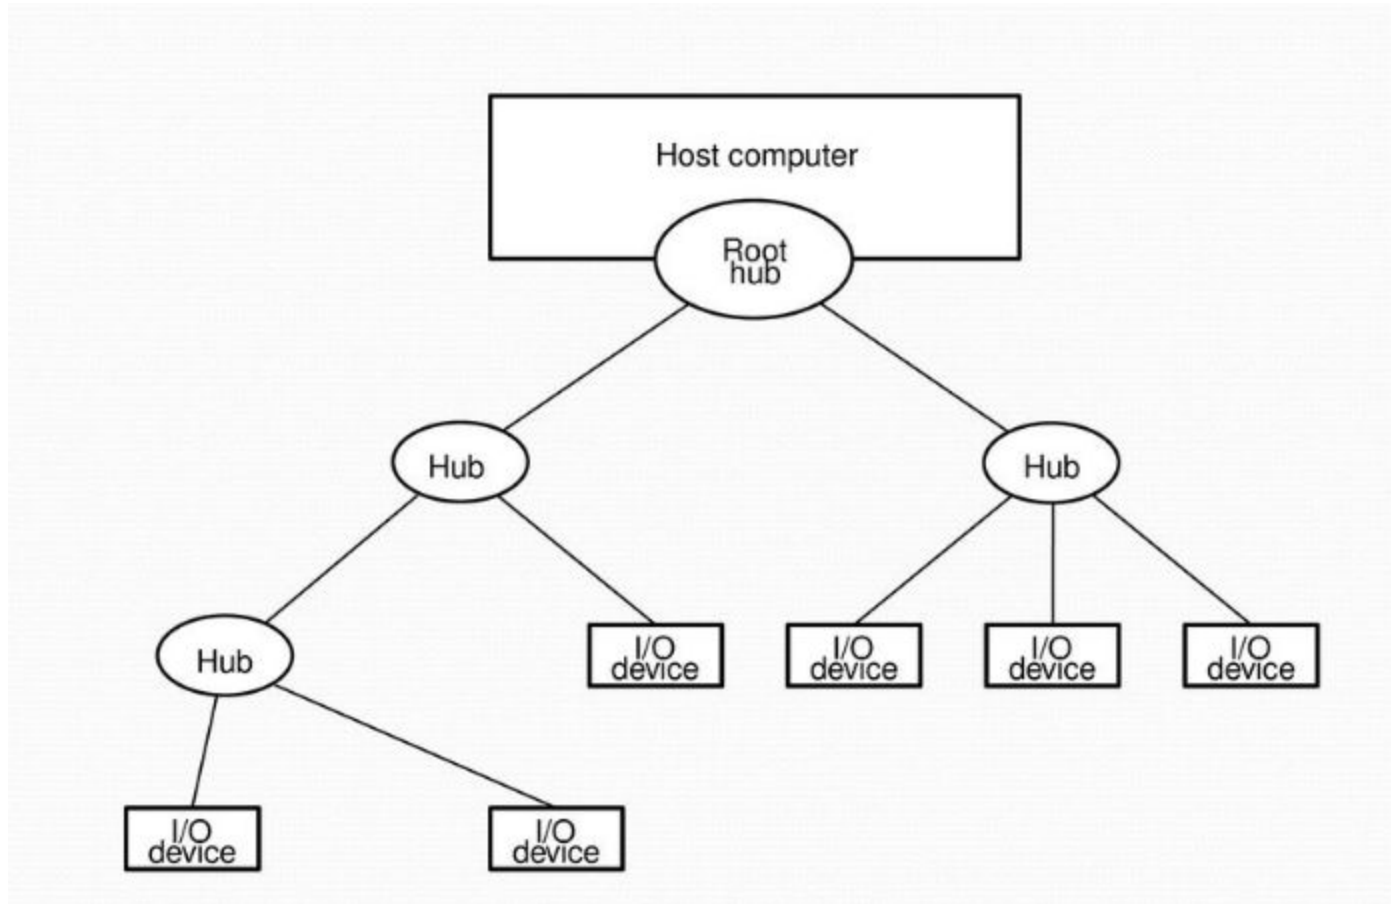 Host computer
Root
hub
Hub
Hub
Hub
I/O
device
I/O
device
I/O
device
I/O
device
I/O
device
I/O
device